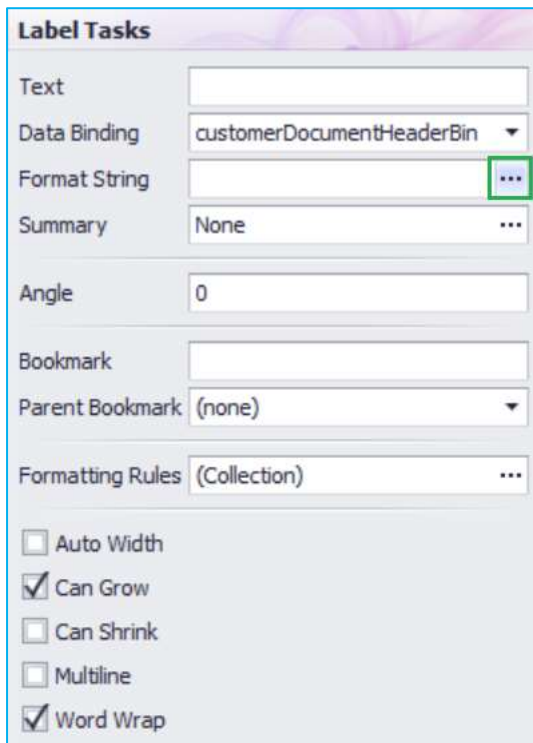 Label Tasks
Text
Data Binding customerDocumentHeaderBin
Format String ...
Summary None ...
Angle 0
Bookmark
Parent Bookmark (none)
Formatting Rules (Collection) ...
Auto Width
Can Grow
Can Shrink
Multiline
Word Wrap